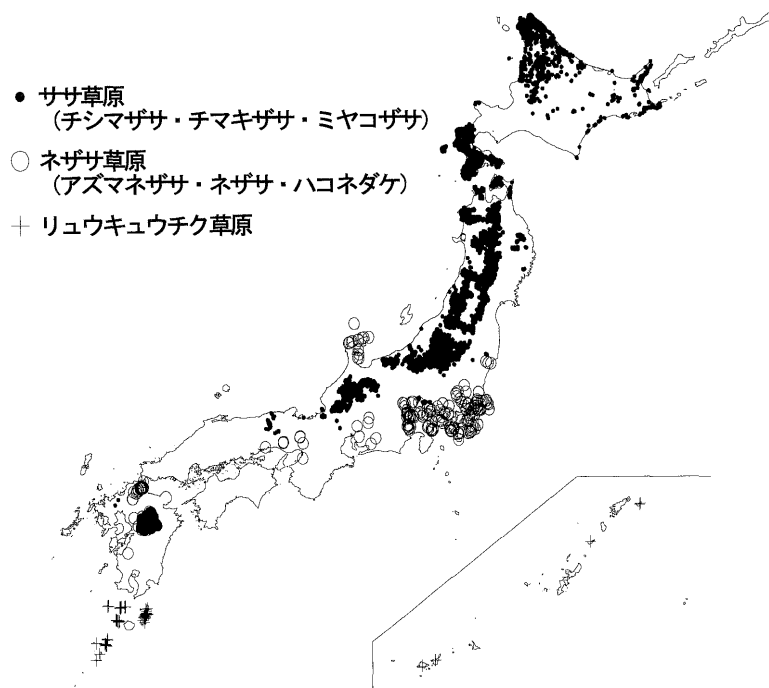 ● ササ草原
（チシマザサ・チマキザサ・ミヤコザサ）
○ ネザサ草原
（アズマネザサ・ネザサ・ハコネダケ）
＋ リュウキュウチク草原